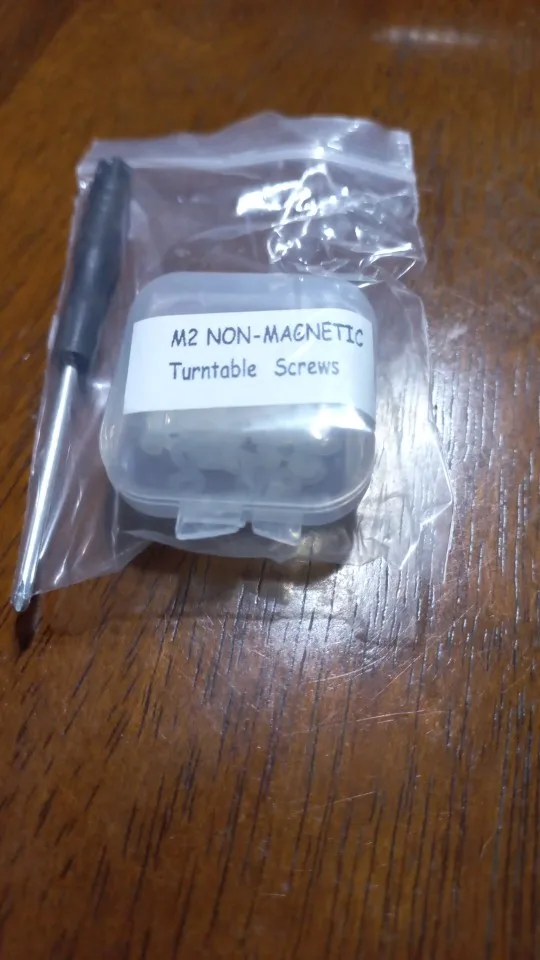 M2 NON-MAGNETIC
Turntable Screws